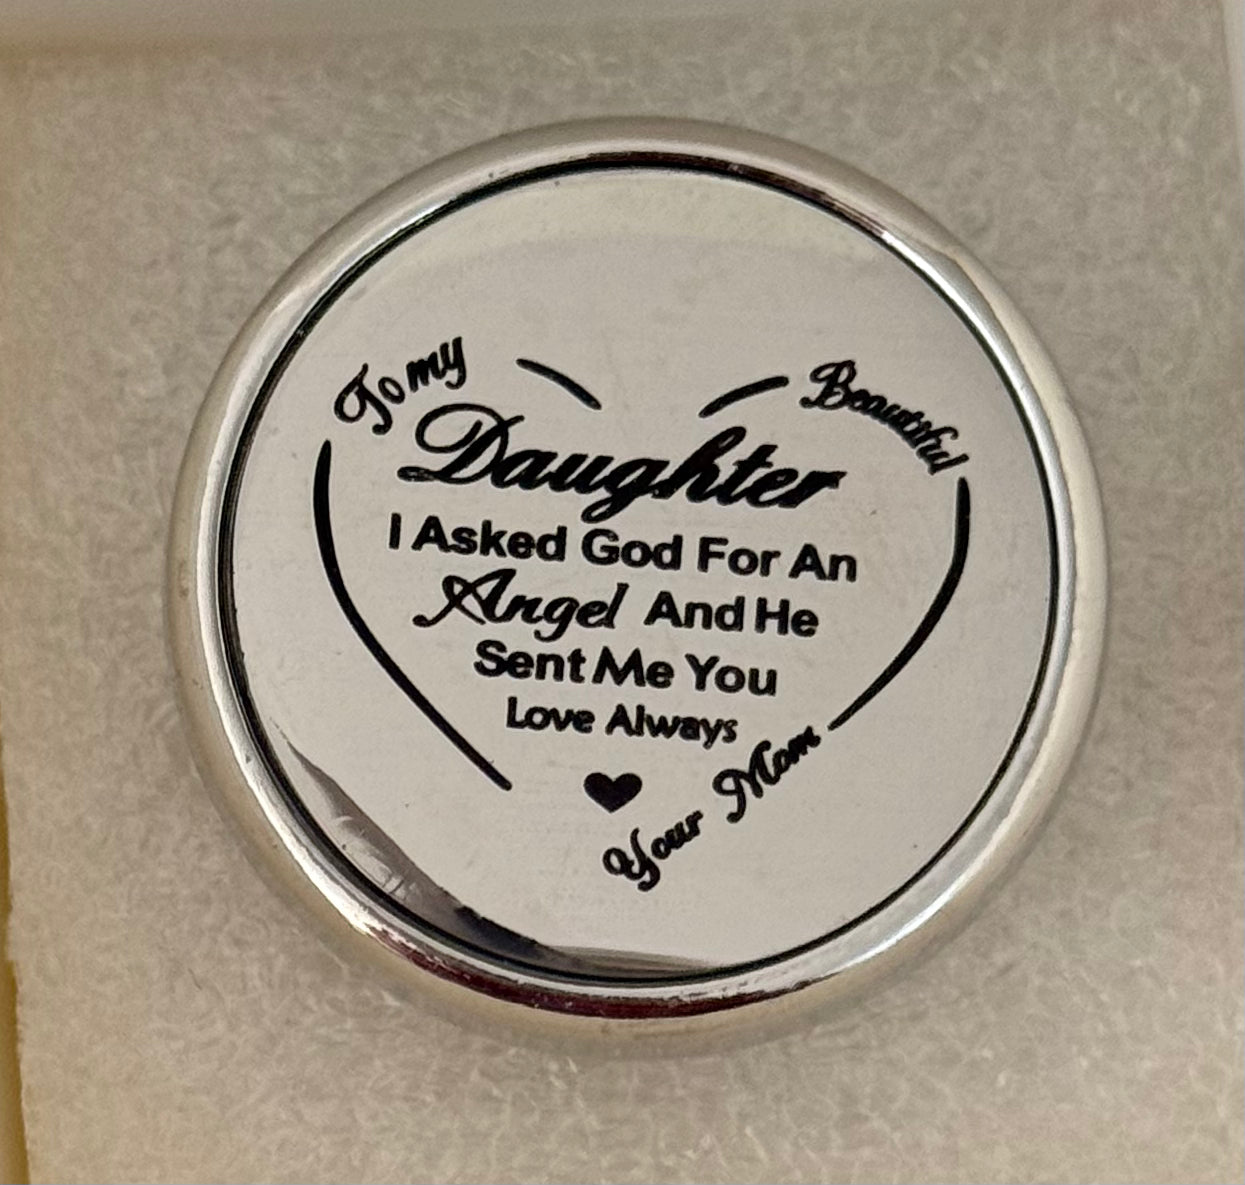 To my Beautiful
Daughter
I Asked God For An
Angel And He
Sent Me You
Love Always
Your Mom